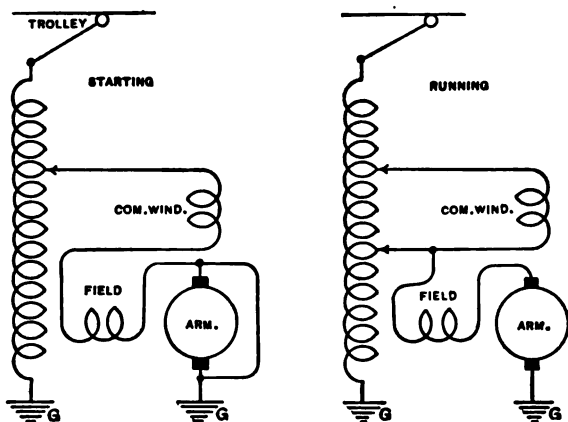 TROLLEY
STARTING
COM. WIND.
FIELD
ARM.
G
G
RUNNING
COM. WIND.
FIELD
ARM.
G
G